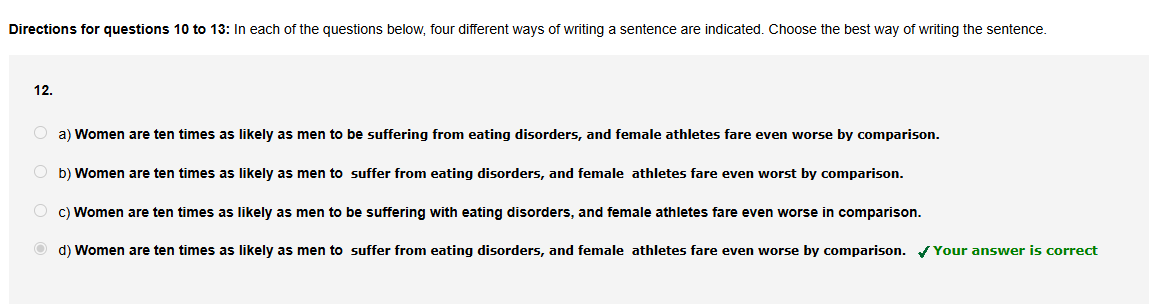 Directions for questions 10 to 13: In each of the questions below, four different ways of writing a sentence are indicated. Choose the best way of writing the sentence.
12.
a) Women are ten times as likely as men to be suffering from eating disorders, and female athletes fare even worse by comparison.
b) Women are ten times as likely as men to suffer from eating disorders, and female athletes fare even worst by comparison.
c) Women are ten times as likely as men to be suffering with eating disorders, and female athletes fare even worse in comparison.
d) Women are ten times as likely as men to suffer from eating disorders, and female athletes fare even worse by comparison. ✓Your answer is correct